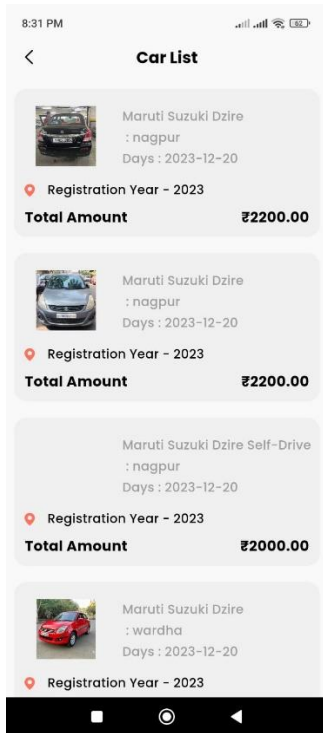 8:31 PM
62
Car List
Maruti Suzuki Dzire
: nagpur
Days : 2023-12-20
Registration Year - 2023
Total Amount ₹2200.00
Maruti Suzuki Dzire
: nagpur
Days : 2023-12-20
Registration Year - 2023
Total Amount ₹2200.00
Maruti Suzuki Dzire Self-Drive
: nagpur
Days : 2023-12-20
Registration Year - 2023
Total Amount ₹2000.00
Maruti Suzuki Dzire
: wardha
Days : 2023-12-20
Registration Year - 2023